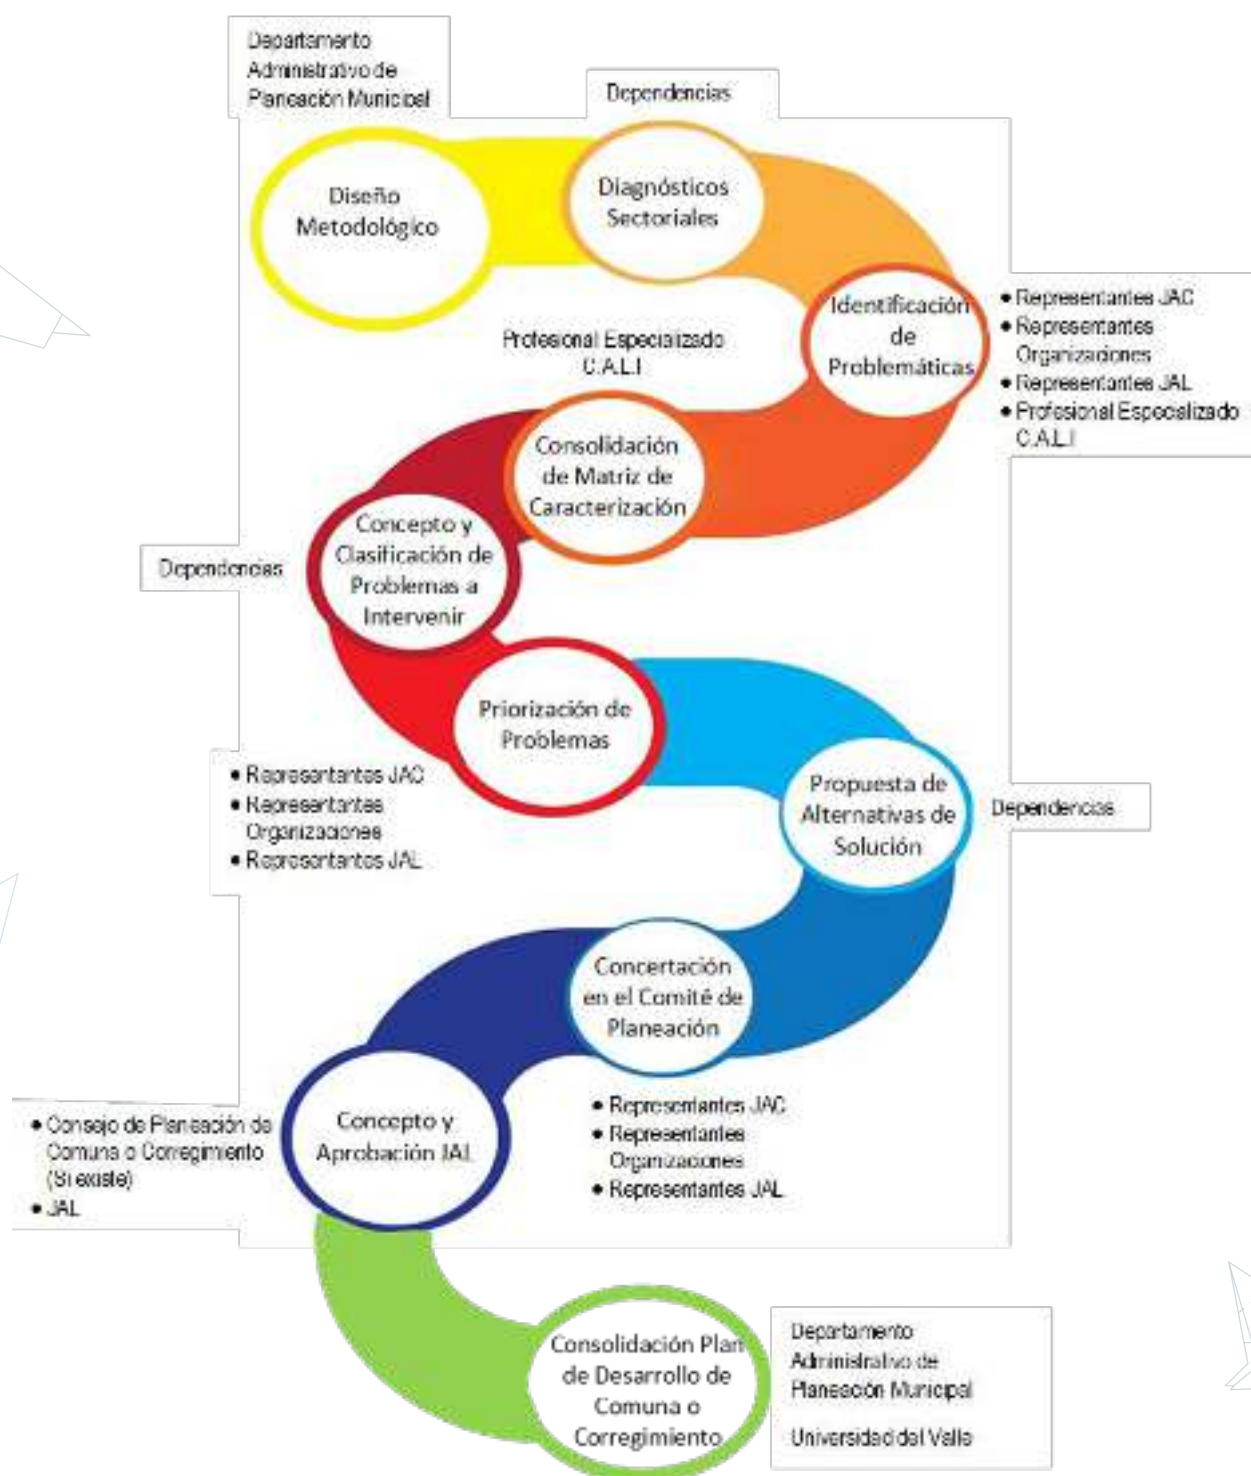 Departamento
Administrativo de
Planeación Municipal
Dependencias
Diseño
Metodológico
Diagnósticos
Sectoriales
Identificación
de
Problemáticas
● Representantes JAC
● Representantes
Organizaciones
● Representantes JAL
● Profesional Especializado
C.A.L.I
Profesional Especializado
C.A.L.I
Consolidación
de Matriz de
Caracterización
Concepto y
Clasificación de
Problemas a
Intervenir
Dependencias
Priorización de
Problemas
● Representantes JAC
● Representantes
Organizaciones
● Representantes JAL
Propuesta de
Alternativas de
Solución
Dependencias
Concertación
en el Comité de
Planeación
● Representantes JAC
● Representantes
Organizaciones
● Representantes JAL
Concepto y
Aprobación JAL
● Consejo de Planeación de
Comuna o Corregimiento
(Si existe)
● JAL
Consolidación Plan
de Desarrollo de
Comuna o
Corregimiento
Departamento
Administrativo de
Planeación Municipal
Universidad del Valle